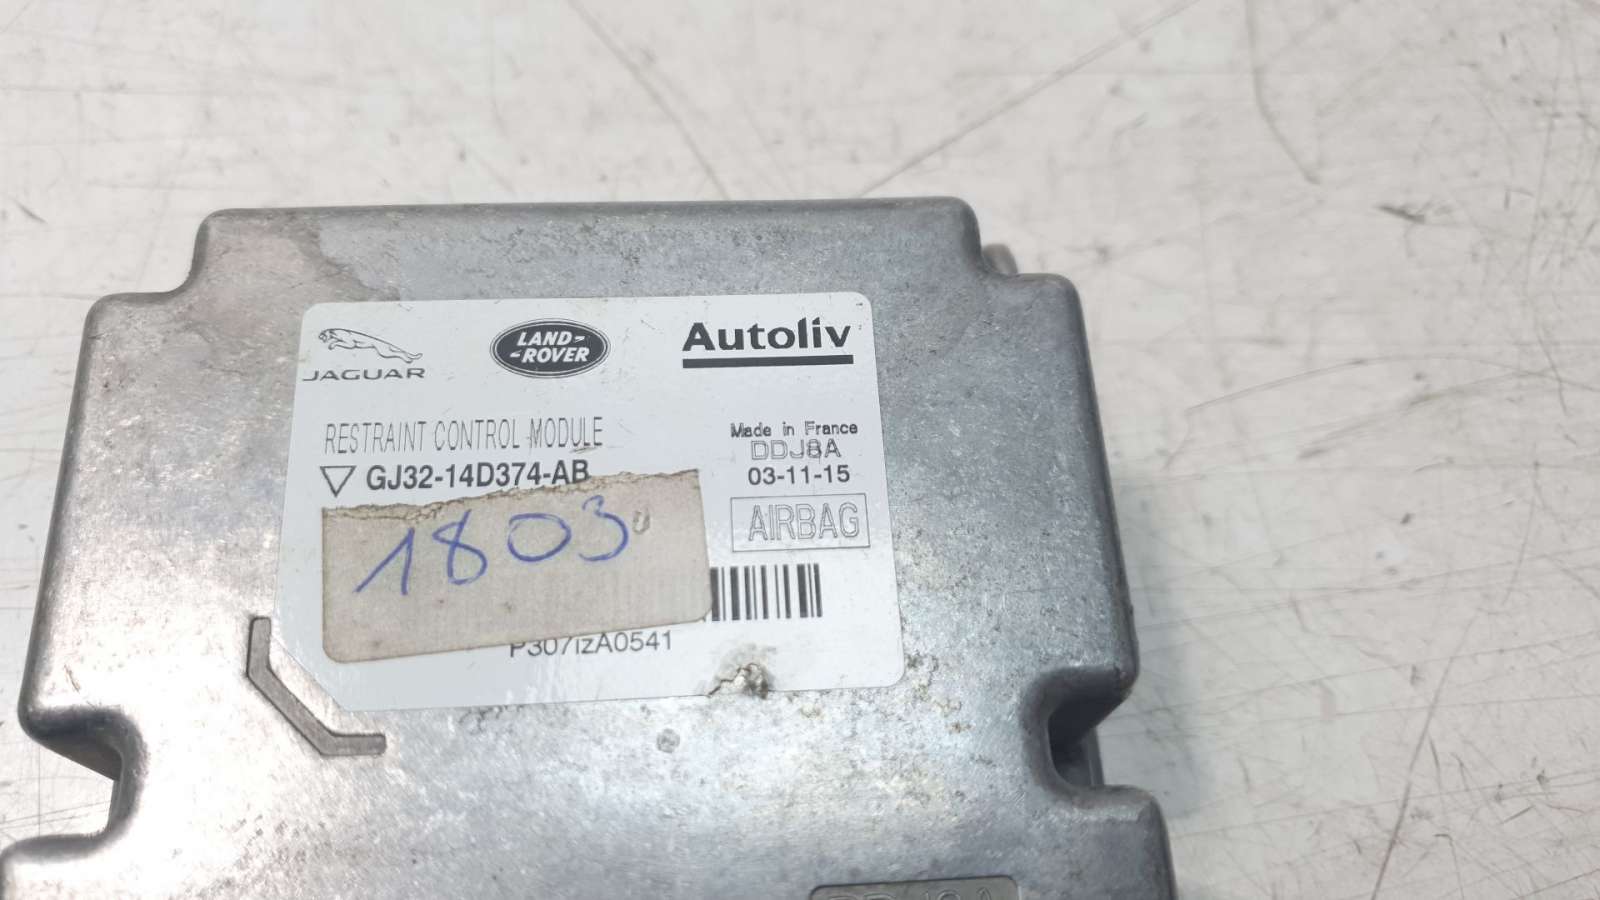 JAGUAR
LAND-
-ROVER
Autoliv
RESTRAINT CONTROL MODULE
GJ32-14D374-AB
Made in France
DDJ8A
03-11-15
AIRBAG
1803
P307IzA0541